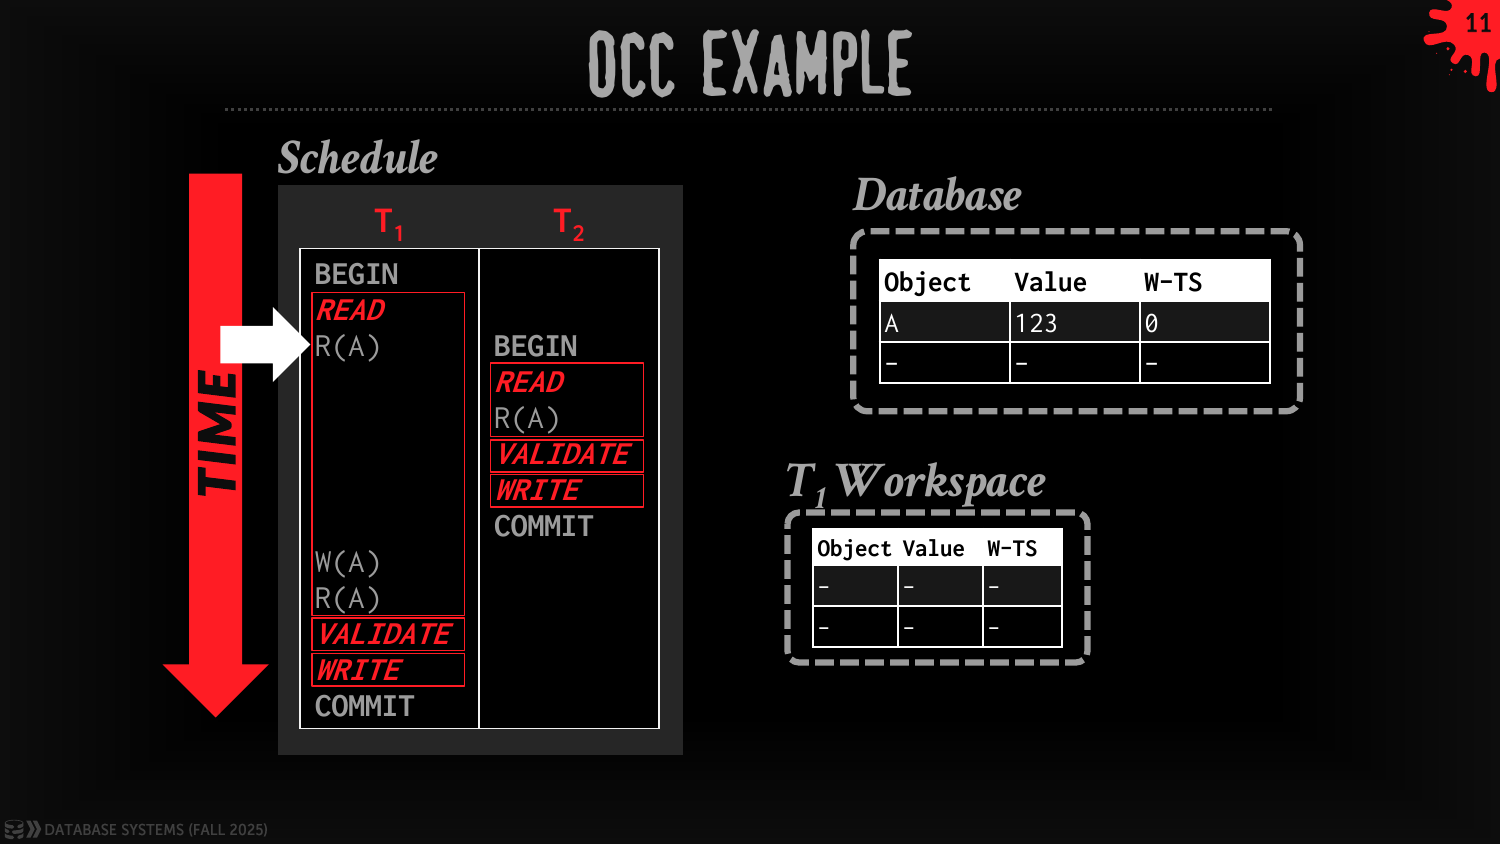 11
OCC EXAMPLE
Schedule
TIME
T1 T2
BEGIN
READ
R(A) BEGIN
READ
R(A)
VALIDATE
WRITE
COMMIT
W(A)
R(A)
VALIDATE
WRITE
COMMIT
Database
Object Value W-TS
A 123 0
- - -
T1 Workspace
Object Value W-TS
- - -
- - -
DATABASE SYSTEMS (FALL 2025)